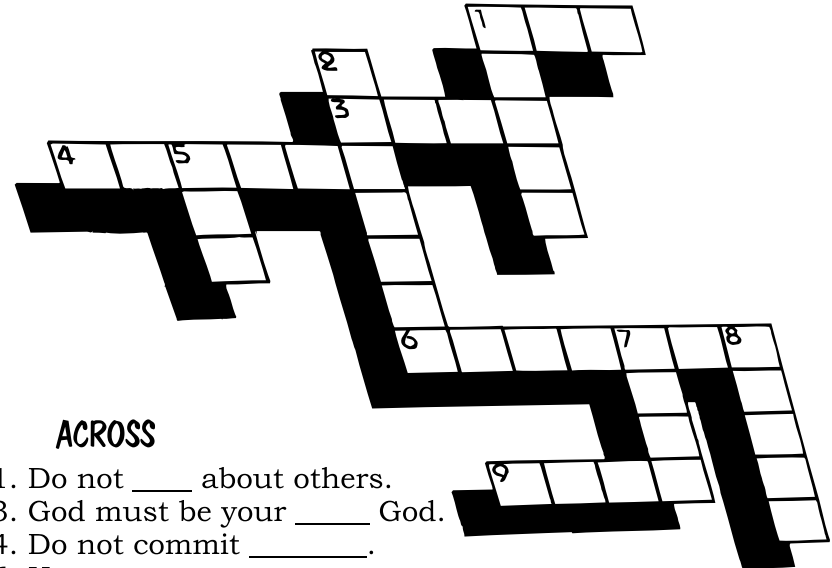 1
2
3
4 5
6 7 8
9
ACROSS
1. Do not ____ about others.
3. God must be your _____ God.
4. Do not commit ________.